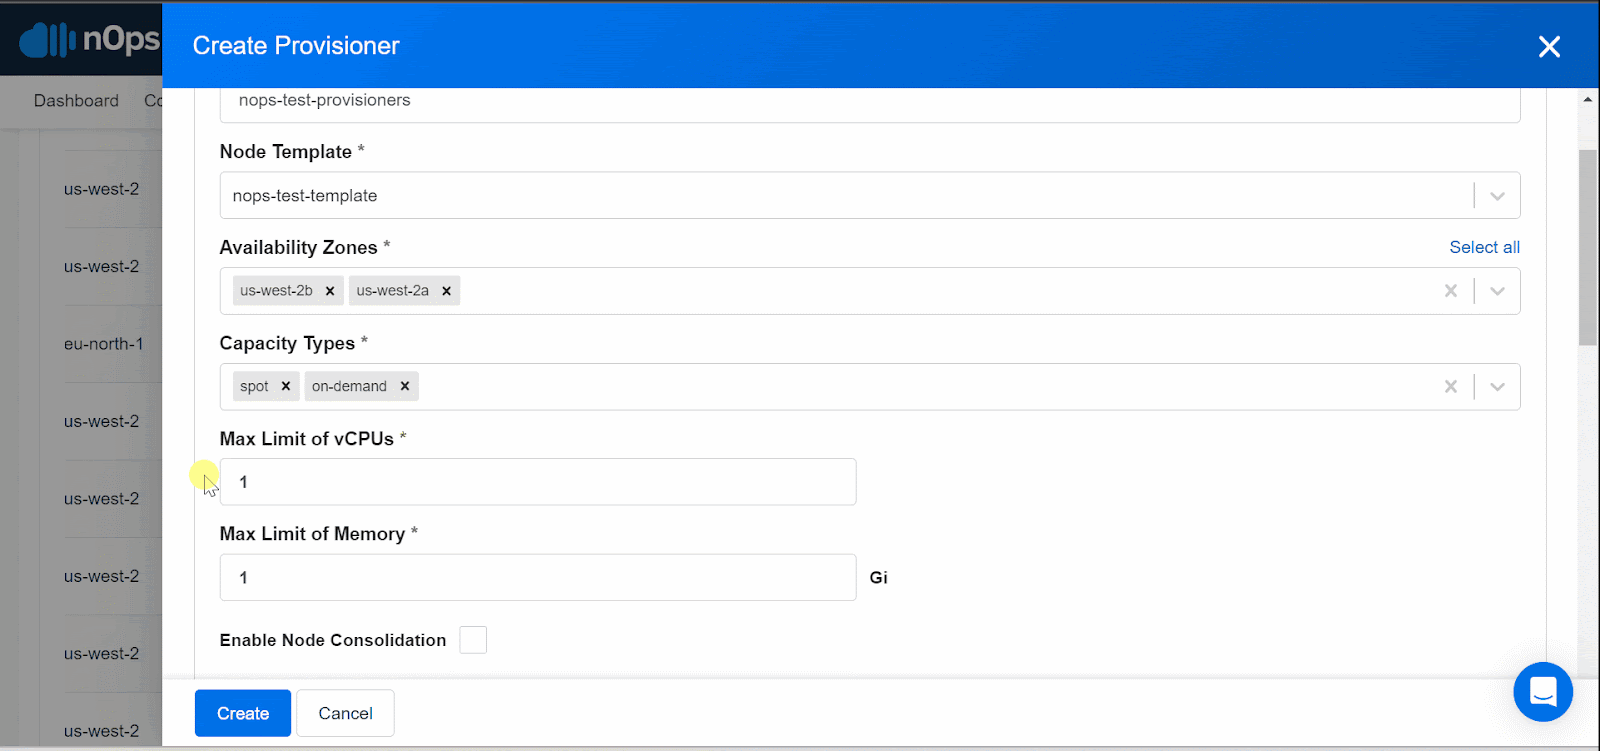 nOps
Create Provisioner
Dashboard
nops-test-provisioners
Node Template *
us-west-2
nops-test-template
Availability Zones *
Select all
us-west-2
us-west-2b
us-west-2a
eu-north-1
Capacity Types *
spot
on-demand
us-west-2
Max Limit of vCPUs *
1
us-west-2
Max Limit of Memory *
1
Gi
us-west-2
Enable Node Consolidation
us-west-2
Create
Cancel
us-west-2